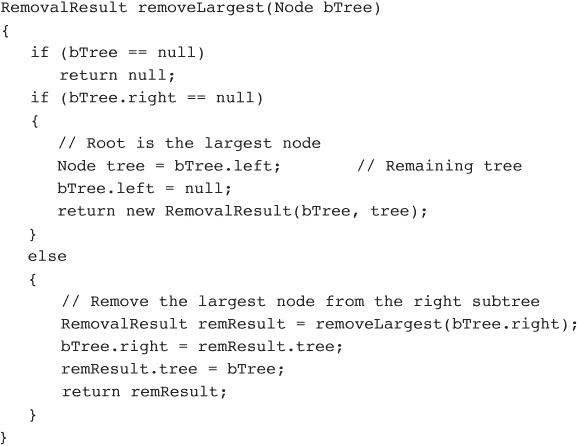 RemovalResult removeLargest(Node bTree)
{
if (bTree == null)
return null;
if (bTree.right == null)
{
// Root is the largest node
Node tree = bTree.left; // Remaining tree
bTree.left = null;
return new RemovalResult(bTree, tree);
}
else
{
// Remove the largest node from the right subtree
RemovalResult remResult = removeLargest(bTree.right);
bTree.right = remResult.tree;
remResult.tree = bTree;
return remResult;
}
}